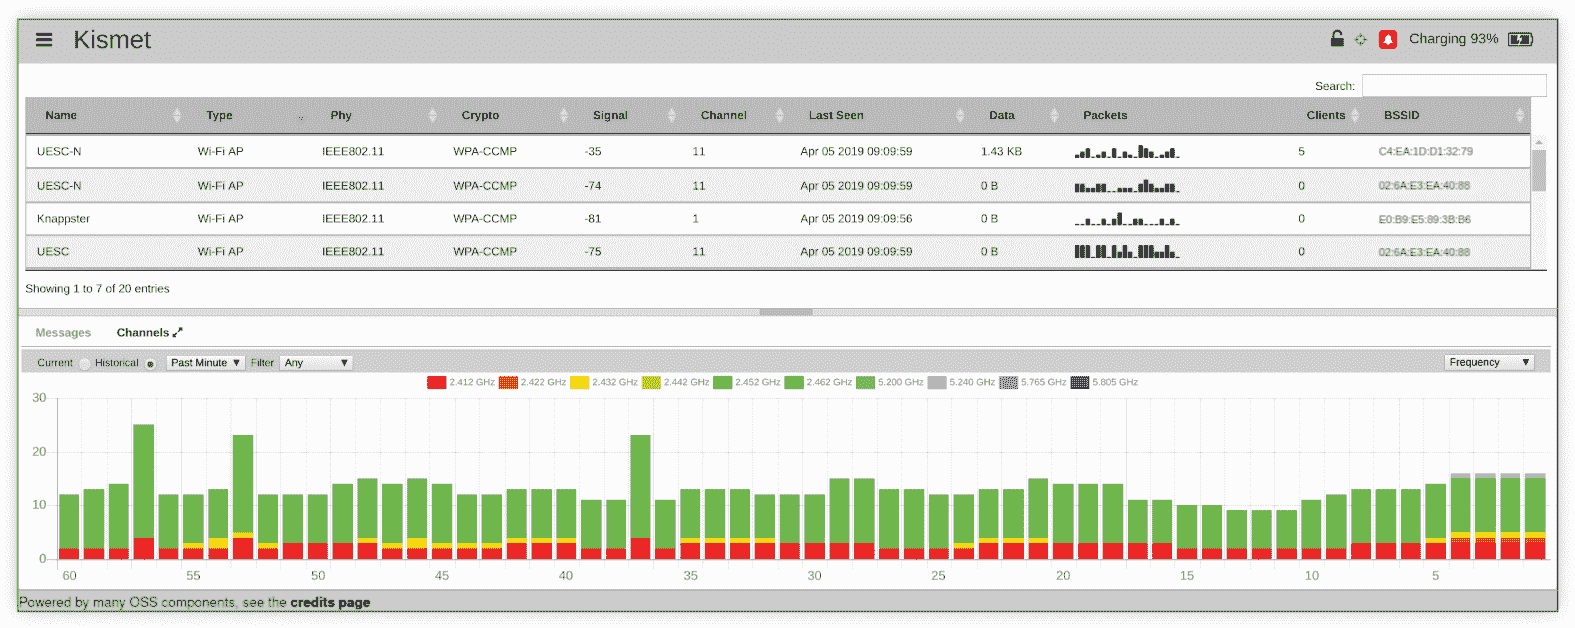 Kismet
Charging 93%
Search:
Name Type Phy Crypto Signal Channel Last Seen Data Packets Clients BSSID
UESC-N Wi-Fi AP IEEE802.11 WPA-CCMP -35 11 Apr 05 2019 09:09:59 1.43 KB 5 C4:EA:1D:D1:32:79
UESC-N Wi-Fi AP IEEE802.11 WPA-CCMP -74 11 Apr 05 2019 09:09:59 0 B 0 02:6A:E3:EA:40:88
Knappster Wi-Fi AP IEEE802.11 WPA-CCMP -81 1 Apr 05 2019 09:09:56 0 B 0 E0:B9:E5:89:3B:B6
UESC Wi-Fi AP IEEE802.11 WPA-CCMP -75 11 Apr 05 2019 09:09:59 0 B 0 02:6A:E3:EA:40:88
Showing 1 to 7 of 20 entries
Messages Channels
Current Historical Past Minute Filter Any Frequency
2.412 GHz 2.422 GHz 2.432 GHz 2.442 GHz 2.452 GHz 2.462 GHz 5.200 GHz 5.240 GHz 5.765 GHz 5.805 GHz
30
20
10
0
60 55 50 45 40 35 30 25 20 15 10 5
Powered by many OSS components, see the credits page